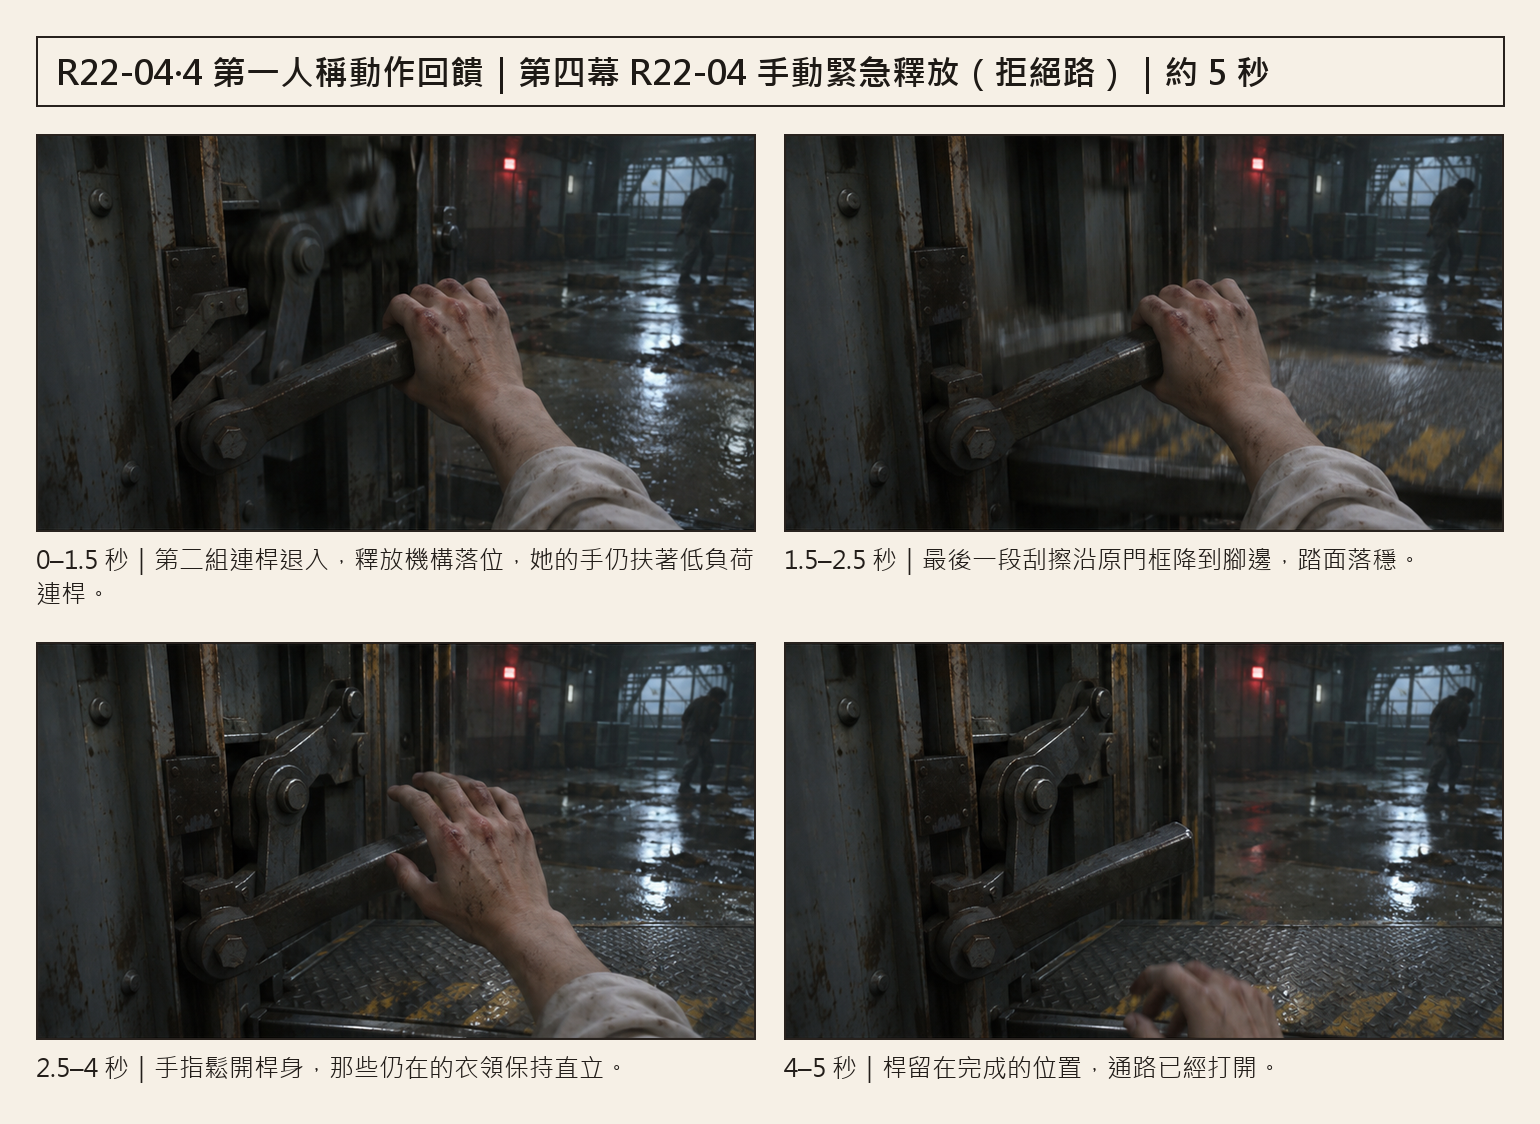 R22-04·4 第一人稱動作回饋｜第四幕 R22-04 手動緊急釋放（拒絕路）｜約 5 秒
0–1.5 秒｜第二組連桿退入，釋放機構落位，她的手仍扶著低負荷
連桿。
1.5–2.5 秒｜最後一段刮擦沿原門框降到腳邊，踏面落穩。
2.5–4 秒｜手指鬆開桿身，那些仍在的衣領保持直立。
4–5 秒｜桿留在完成的位置，通路已經打開。